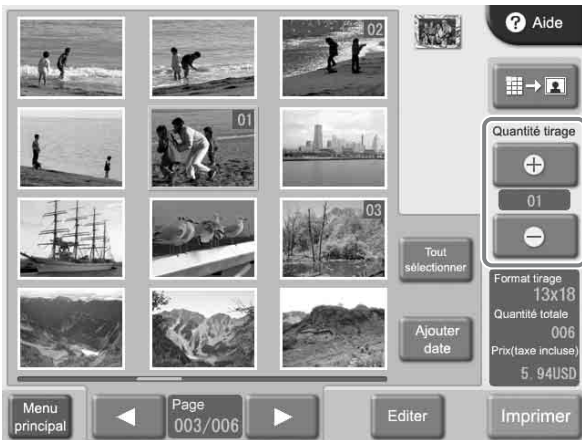 02
? Aide
Quantité tirage
01
01
03
Tout
sélectionner
Format tirage
13x18
Quantité totale
006
Prix(taxe incluse)
5.94USD
Ajouter
date
Menu
principal
Page
003/006
Editer
Imprimer